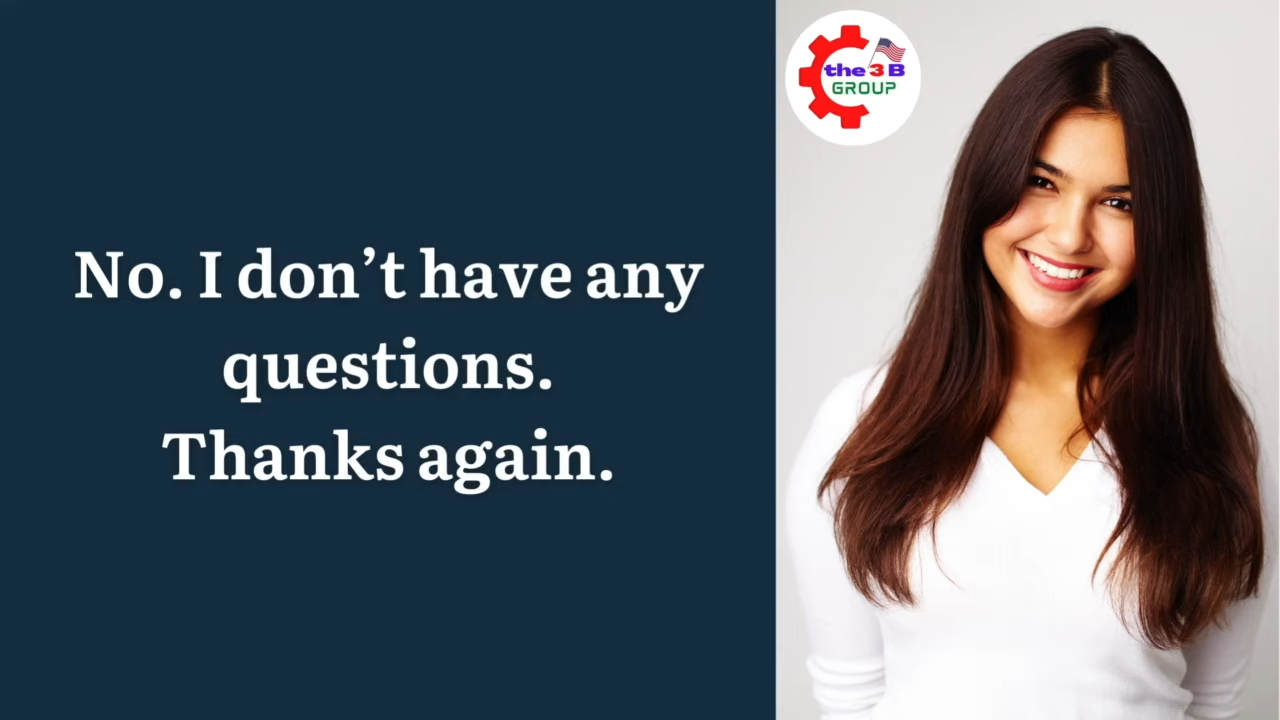 No. I don’t have any
questions.
Thanks again.
the 3 B
GROUP